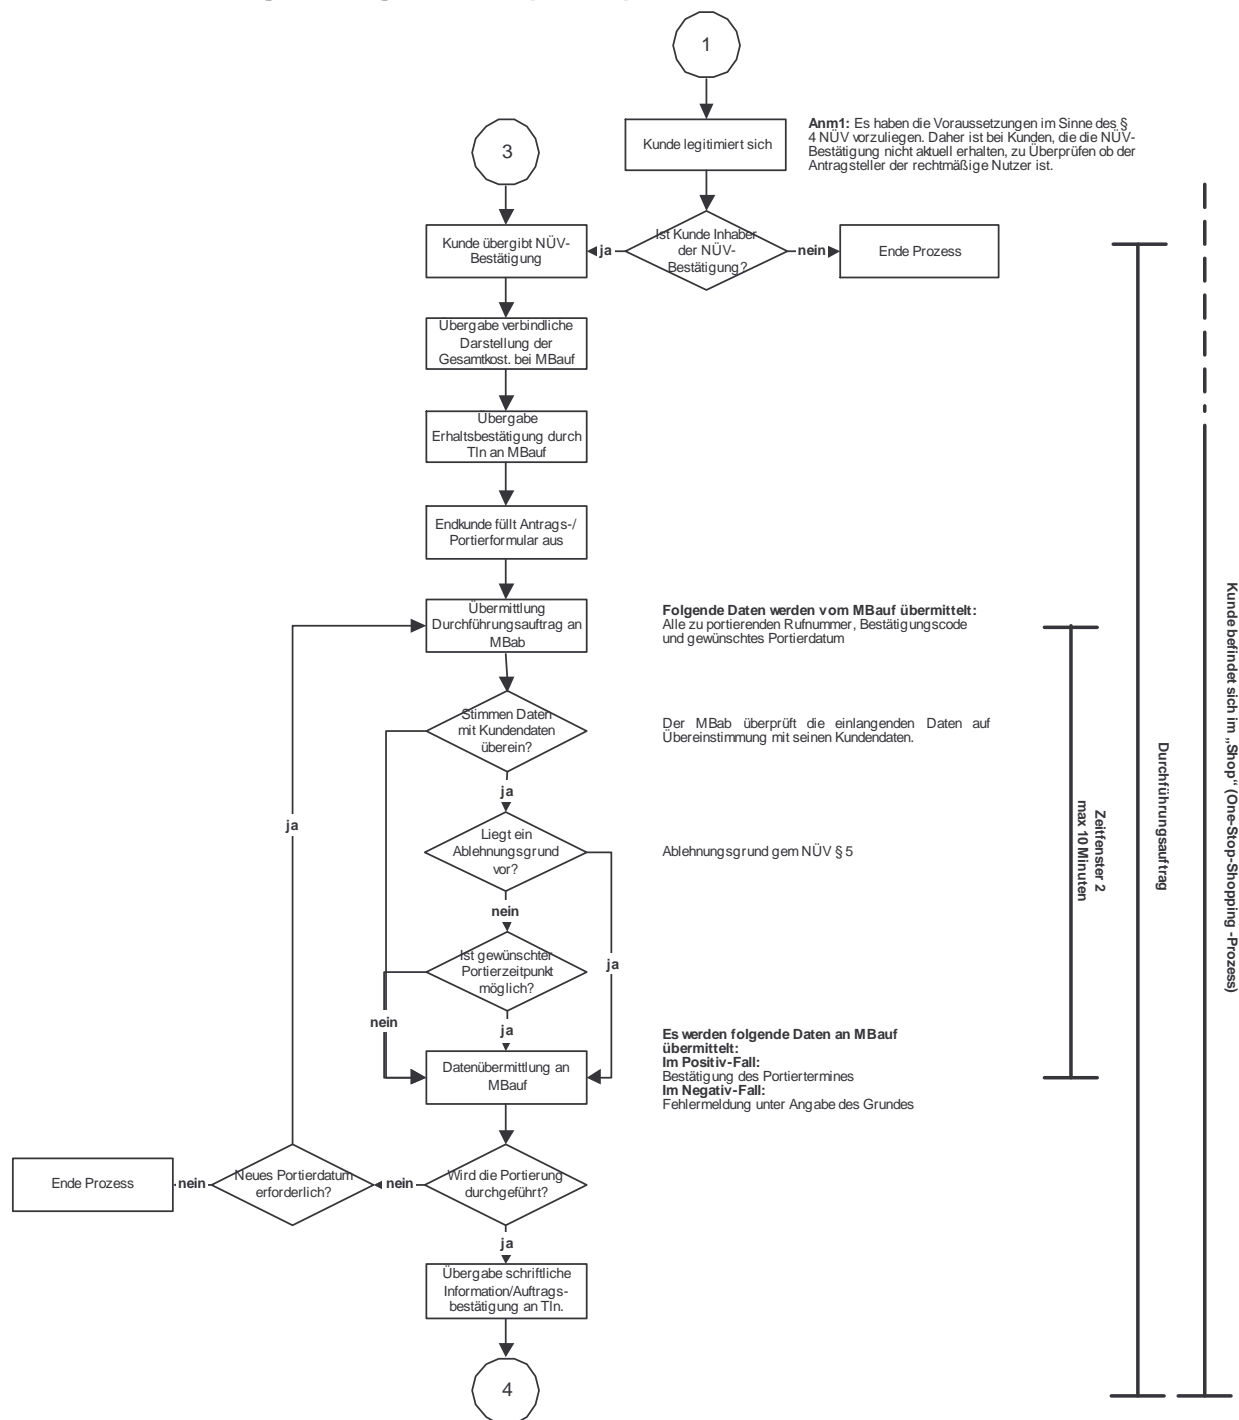 1
Kunde legitimiert sich
Anm1: Es haben die Voraussetzungen im Sinne des §
4 NÜV vorzuliegen. Daher ist bei Kunden, die die NÜV-
Bestätigung nicht aktuell erhalten, zu Überprüfen ob der
Antragsteller der rechtmäßige Nutzer ist.
3
Kunde übergibt NÜV-
Bestätigung
ja
Ist Kunde Inhaber
der NÜV-
Bestätigung?
nein
Ende Prozess
Übergabe verbindliche
Darstellung der
Gesamtkost. bei MBauf
Übergabe
Erhaltsbestätigung durch
Tln an MBauf
Endkunde füllt Antrags-/
Portierformular aus
Übermittlung
Durchführungsauftrag an
MBab
Folgende Daten werden vom MBauf übermittelt:
Alle zu portierenden Rufnummer, Bestätigungscode
und gewünschtes Portierdatum
Stimmen Daten
mit Kundendaten
überein?
Der MBab überprüft die einlangenden Daten auf
Übereinstimmung mit seinen Kundendaten.
ja
ja
Liegt ein
Ablehnungsgrund
vor?
Ablehnungsgrund gem NÜV § 5
nein
Ist gewünschter
Portierzeitpunkt
möglich?
ja
nein
ja
Datenübermittlung an
MBauf
Es werden folgende Daten an MBauf
übermittelt:
Im Positiv-Fall:
Bestätigung des Portiertermines
Im Negativ-Fall:
Fehlermeldung unter Angabe des Grundes
Ende Prozess
nein
Neues Portierdatum
erforderlich?
nein
Wird die Portierung
durchgeführt?
ja
Übergabe schriftliche
Information/Auftrags-
bestätigung an Tln.
4
Zeitfenster 2
max 10 Minuten
Durchführungsauftrag
Kunde befindet sich im „Shop“ (One-Stop-Shopping -Prozess)